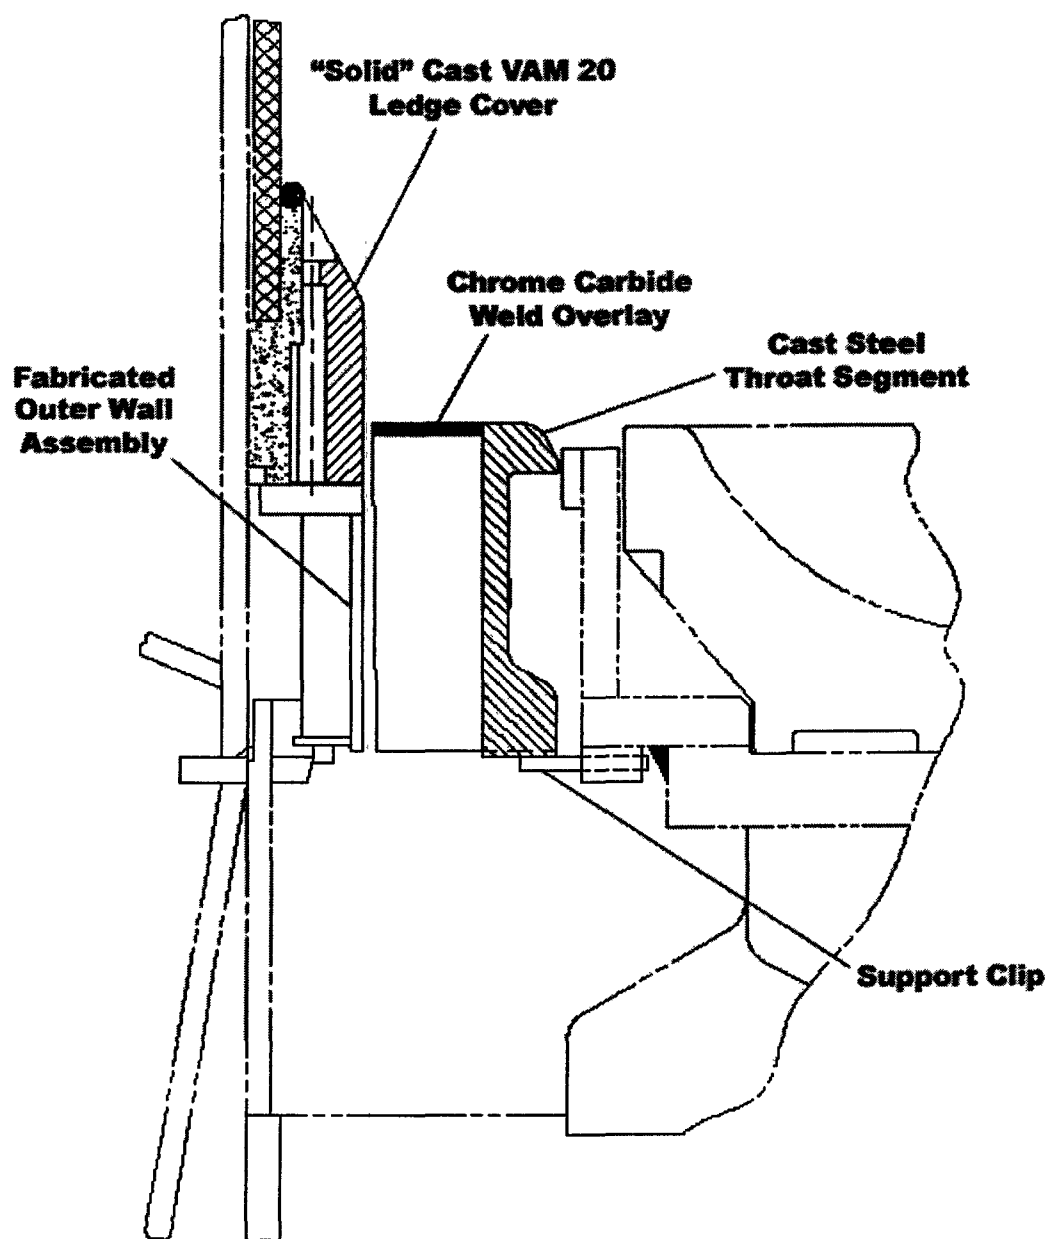 “Solid” Cast VAM 20
Ledge Cover
Chrome Carbide
Weld Overlay
Cast Steel
Throat Segment
Fabricated
Outer Wall
Assembly
Support Clip